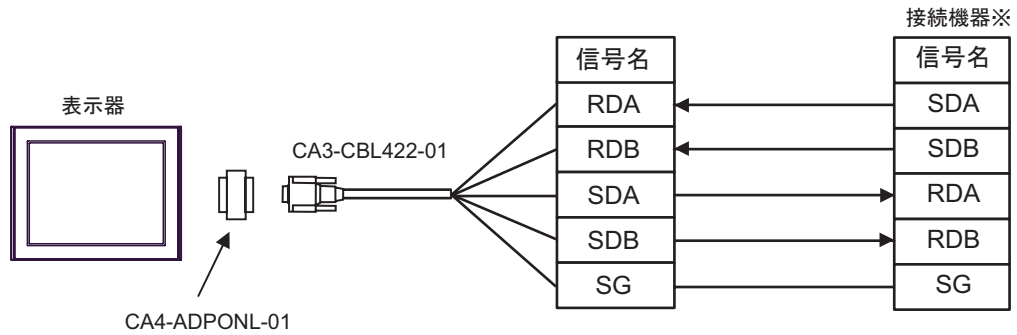 接続機器※
信号名 信号名
表示器
RDA SDA
CA3-CBL422-01
RDB SDB
SDA RDA
SDB RDB
SG SG
CA4-ADPONL-01